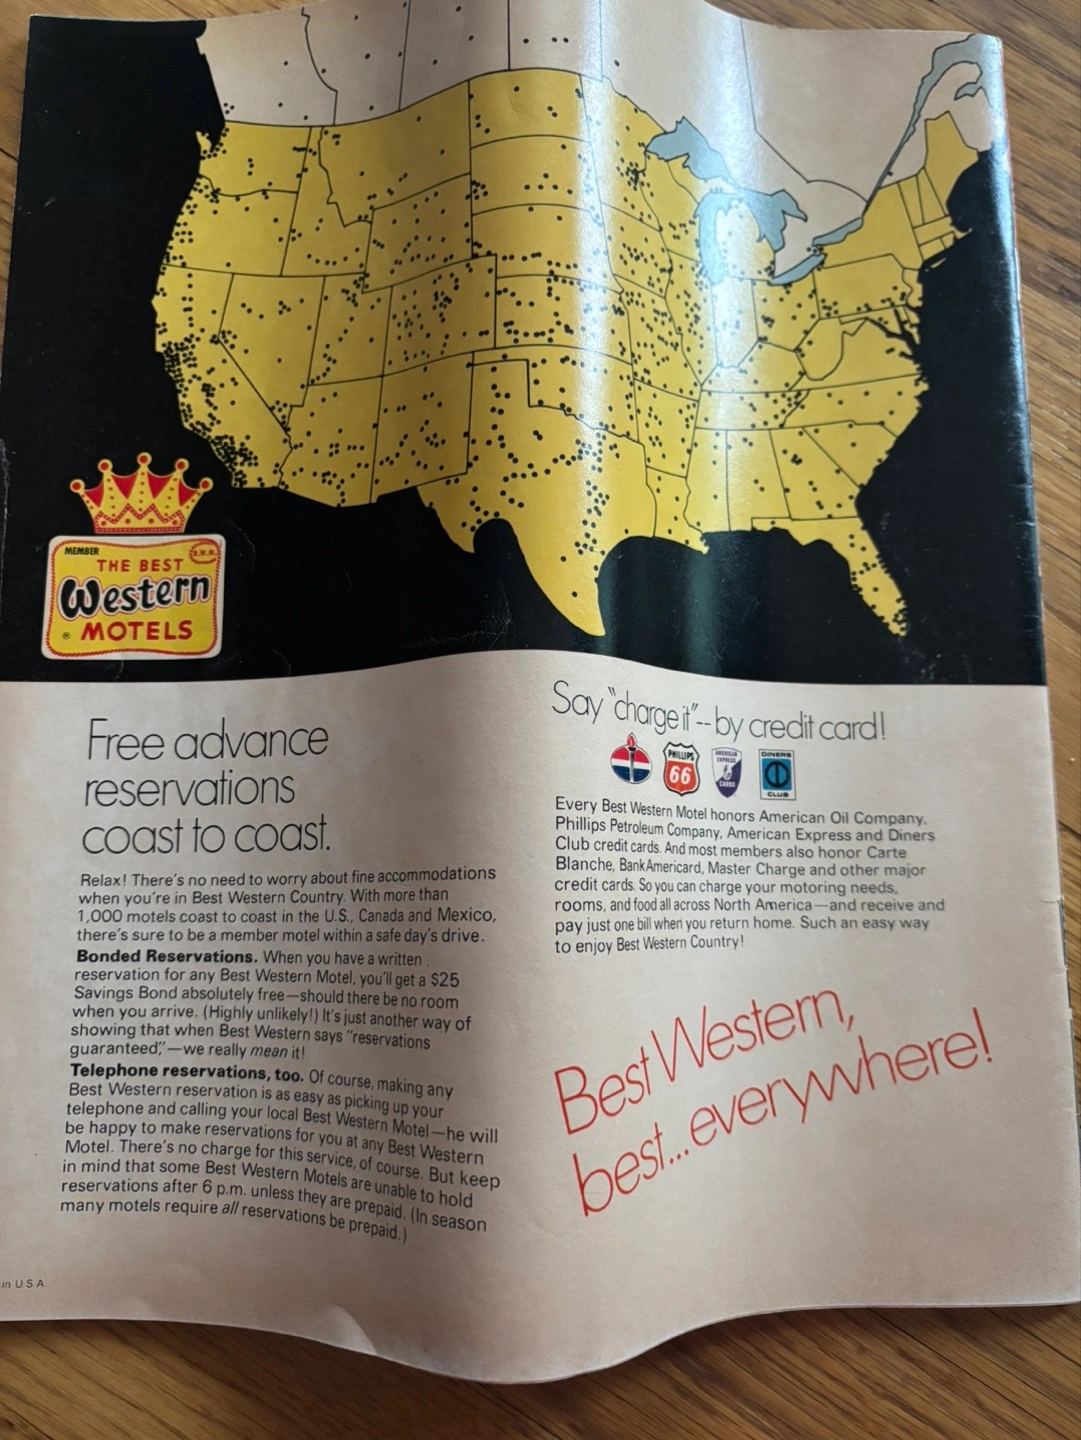 MEMBER
B.W.M.
THE BEST
Western
® MOTELS
Free advance
reservations
coast to coast.
Relax! There's no need to worry about fine accommodations
when you're in Best Western Country. With more than
1,000 motels coast to coast in the U.S., Canada and Mexico,
there's sure to be a member motel within a safe day's drive.
Bonded Reservations. When you have a written
reservation for any Best Western Motel, you'll get a $25
Savings Bond absolutely free—should there be no room
when you arrive. (Highly unlikely!) It's just another way of
showing that when Best Western says "reservations
guaranteed,"—we really mean it!
Telephone reservations, too. Of course, making any
Best Western reservation is as easy as picking up your
telephone and calling your local Best Western Motel—he will
be happy to make reservations for you at any Best Western
Motel. There's no charge for this service, of course. But keep
in mind that some Best Western Motels are unable to hold
reservations after 6 p.m. unless they are prepaid. (In season
many motels require all reservations be prepaid.)
in U.S.A.
Say "charge it"--by credit card!
PHILLIPS
66
AMERICAN
EXPRESS
CARDS
DINERS
CLUB
Every Best Western Motel honors American Oil Company,
Phillips Petroleum Company, American Express and Diners
Club credit cards. And most members also honor Carte
Blanche, BankAmericard, Master Charge and other major
credit cards. So you can charge your motoring needs,
rooms, and food all across North America—and receive and
pay just one bill when you return home. Such an easy way
to enjoy Best Western Country!
Best Western,
best...everywhere!